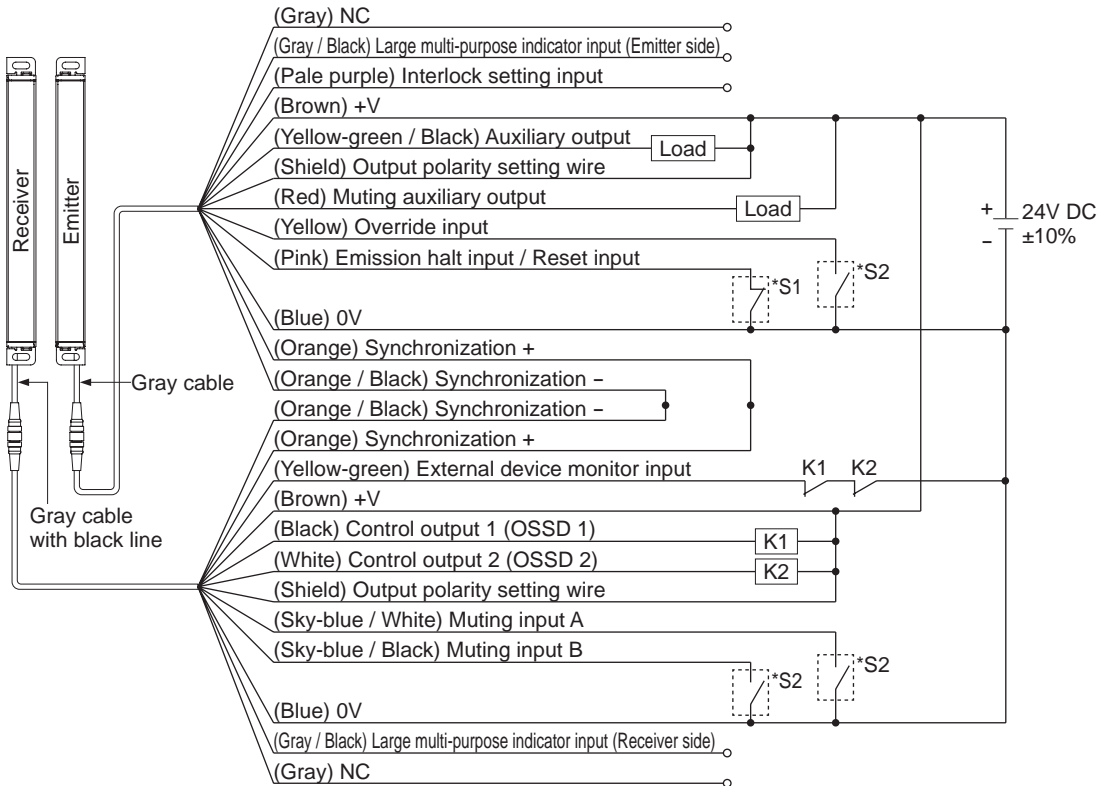 (Gray) NC
(Gray / Black) Large multi-purpose indicator input (Emitter side)
(Pale purple) Interlock setting input
(Brown) +V
(Yellow-green / Black) Auxiliary output
Load
(Shield) Output polarity setting wire
(Red) Muting auxiliary output
Load
(Yellow) Override input
(Pink) Emission halt input / Reset input
*S1
*S2
+
−
24V DC
±10%
Receiver
Emitter
(Blue) 0V
(Orange) Synchronization +
(Orange / Black) Synchronization −
Gray cable
(Orange / Black) Synchronization −
(Orange) Synchronization +
(Yellow-green) External device monitor input
K1
K2
(Brown) +V
Gray cable
with black line
(Black) Control output 1 (OSSD 1)
K1
(White) Control output 2 (OSSD 2)
K2
(Shield) Output polarity setting wire
(Sky-blue / White) Muting input A
(Sky-blue / Black) Muting input B
*S2
*S2
(Blue) 0V
(Gray / Black) Large multi-purpose indicator input (Receiver side)
(Gray) NC